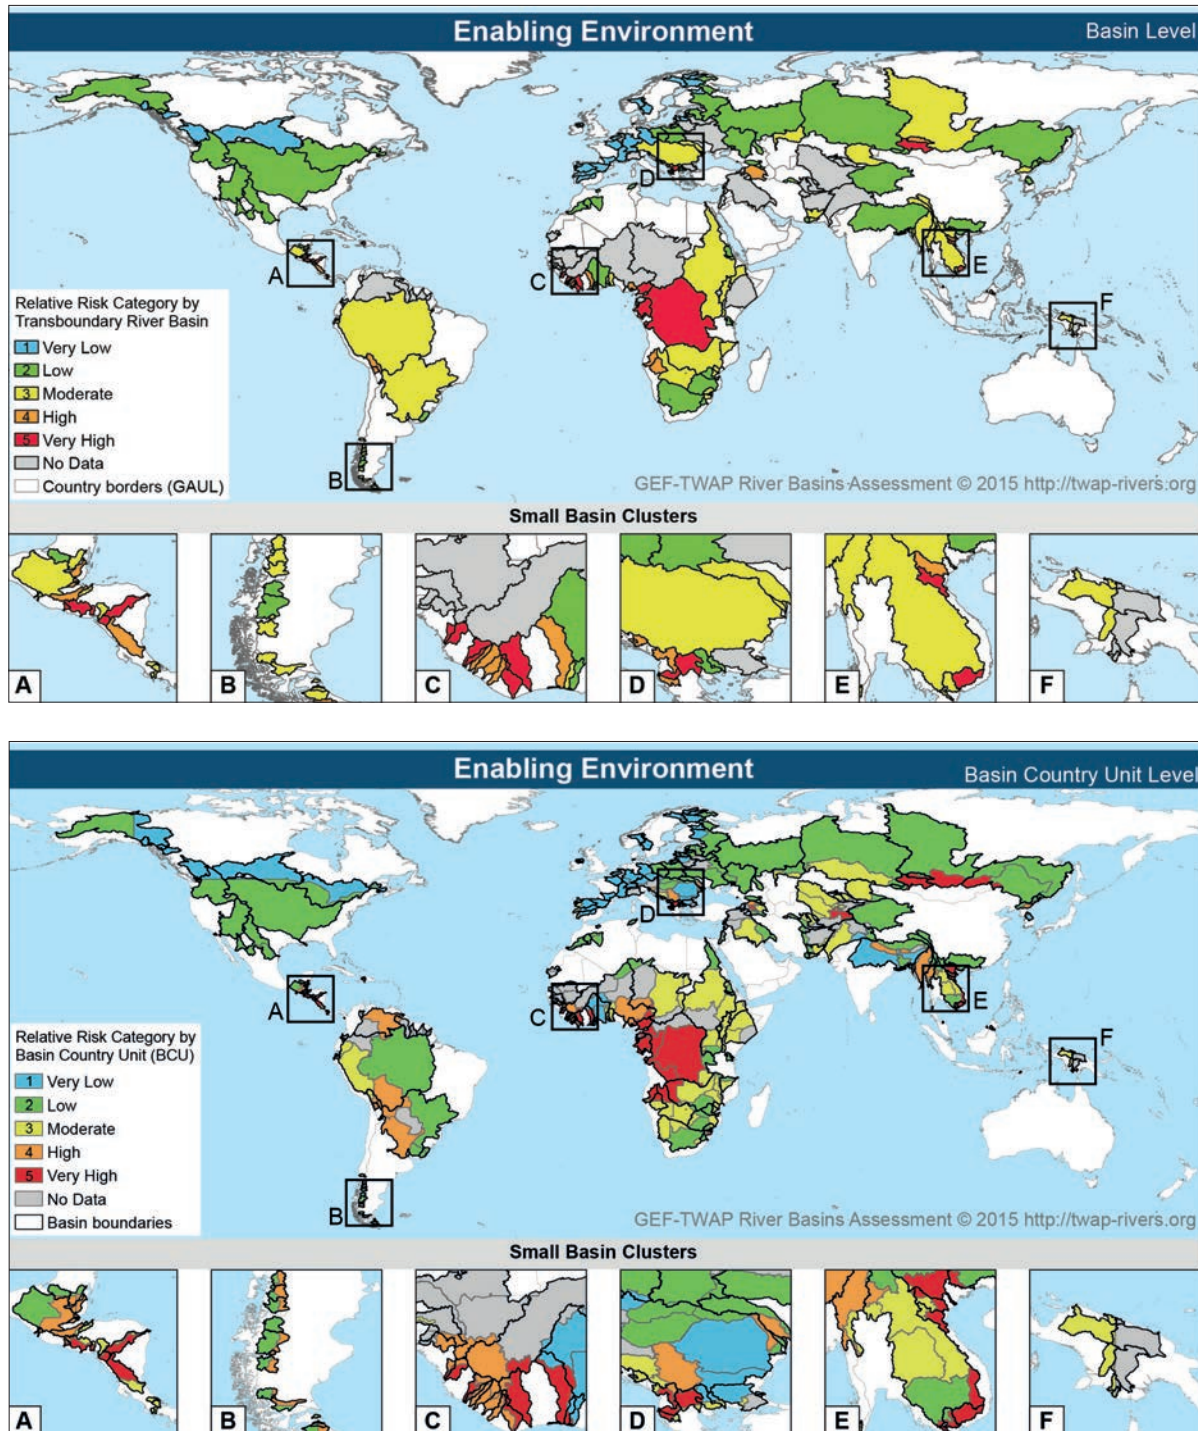 Enabling Environment
Basin Level
A
B
C
D
E
F
Relative Risk Category by
Transboundary River Basin
1 Very Low
2 Low
3 Moderate
4 High
5 Very High
No Data
Country borders (GAUL)
GEF-TWAP River Basins Assessment © 2015 http://twap-rivers.org
Small Basin Clusters
A
B
C
D
E
F
Enabling Environment
Basin Country Unit Level
A
B
C
D
E
F
Relative Risk Category by
Basin Country Unit (BCU)
1 Very Low
2 Low
3 Moderate
4 High
5 Very High
No Data
Basin boundaries
GEF-TWAP River Basins Assessment © 2015 http://twap-rivers.org
Small Basin Clusters
A
B
C
D
E
F